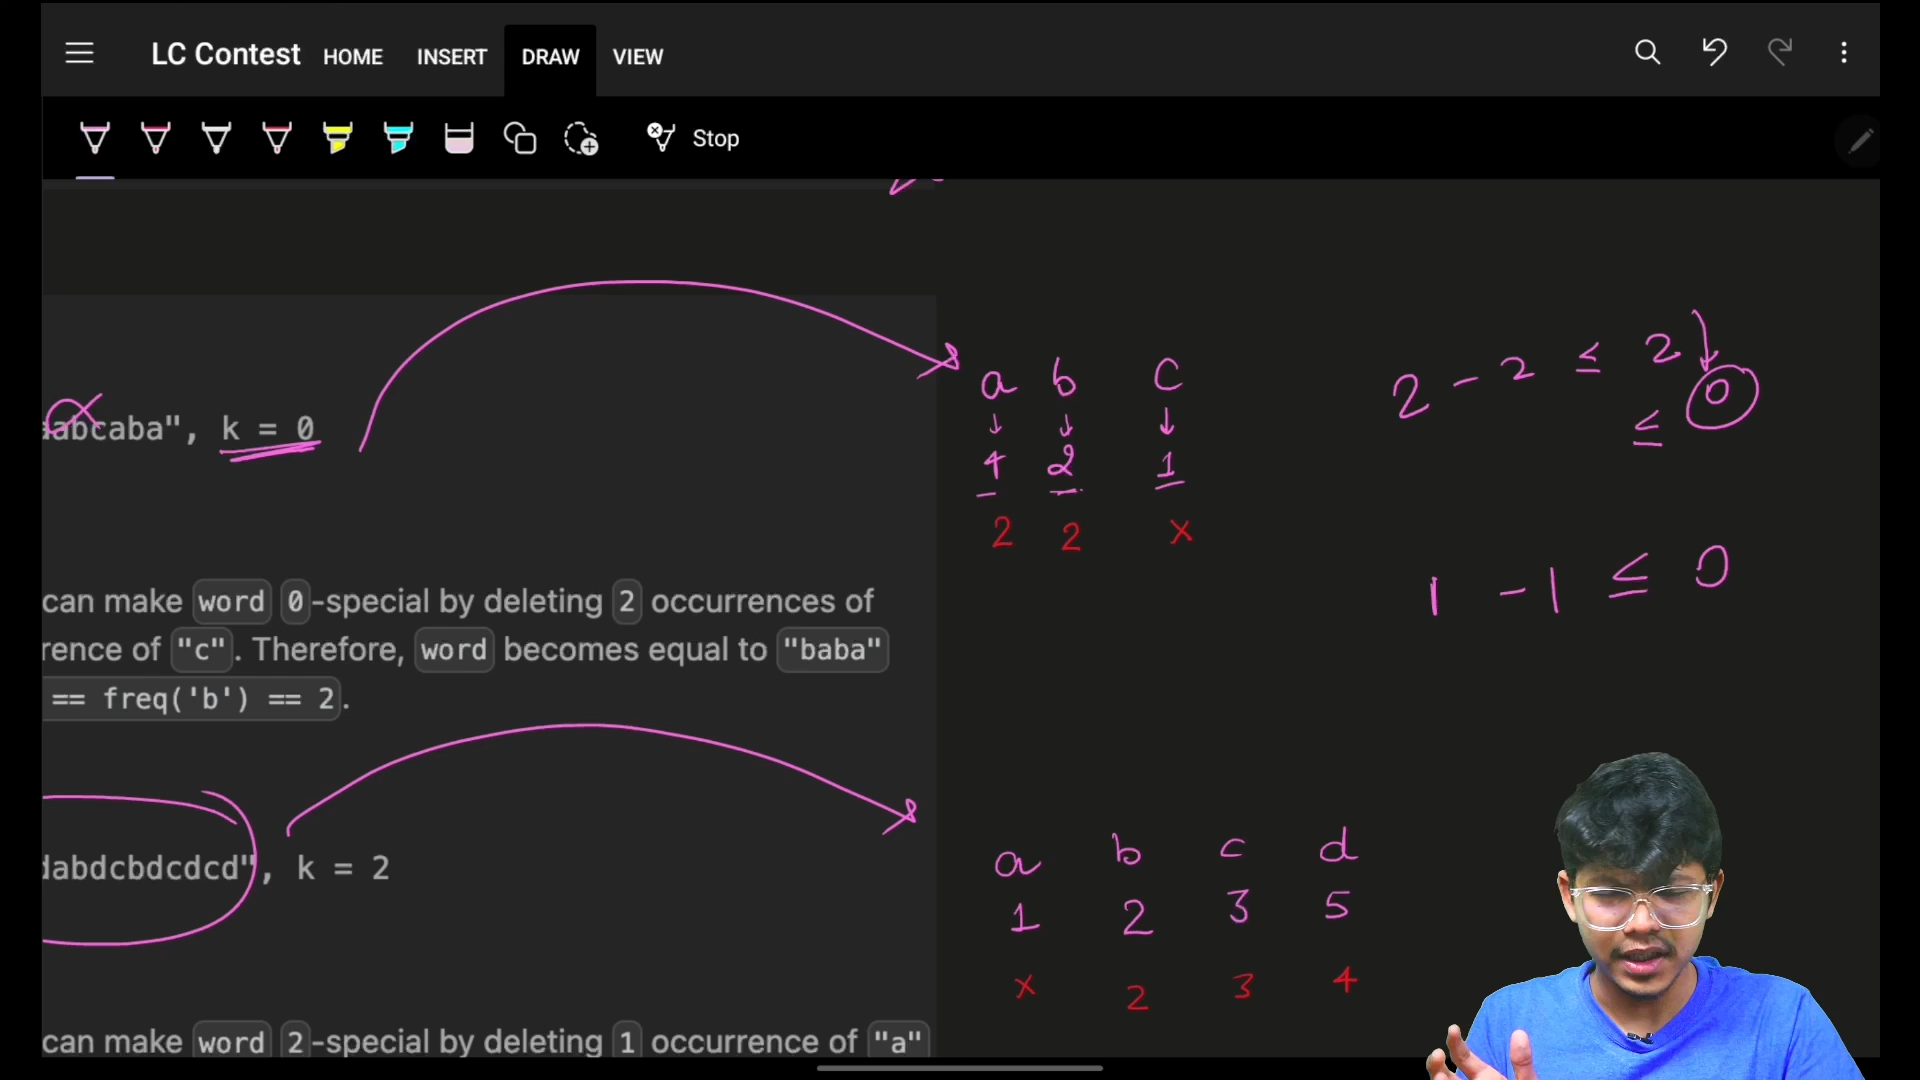 LC Contest HOME INSERT DRAW VIEW
Stop
abcaba", k = 0
a b c
↓ ↓ ↓
4 2 1
2 2 x
2 - 2 ≤ 2
≤ 0
1 - 1 ≤ 0
can make word 0-special by deleting 2 occurrences of
rence of "c". Therefore, word becomes equal to "baba"
== freq('b') == 2.
dabdcbdcdcd", k = 2
a b c d
1 2 3 5
x 2 3 4
can make word 2-special by deleting 1 occurrence of "a"